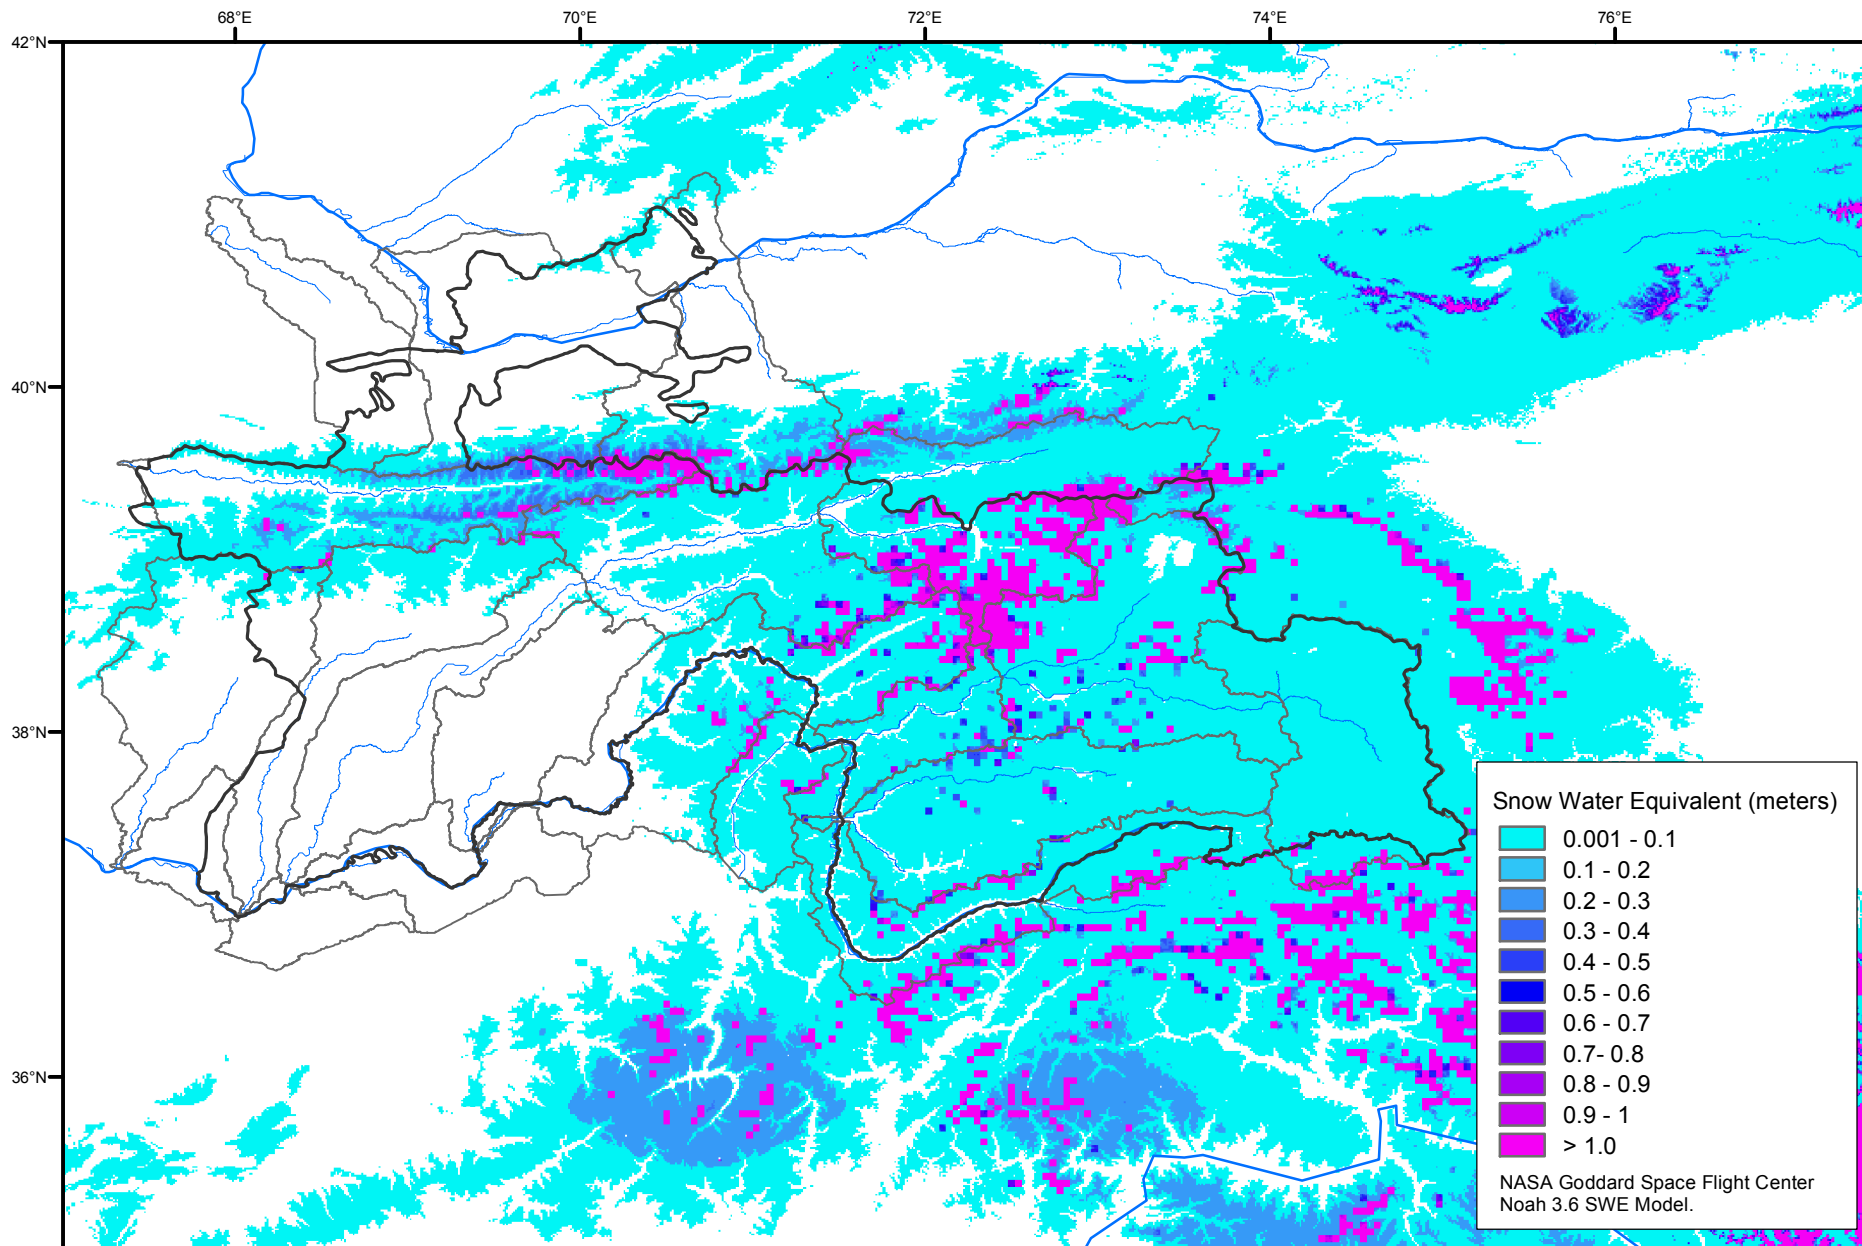 68°E
70°E
72°E
74°E
76°E
42°N
40°N
38°N
36°N
Snow Water Equivalent (meters)
0.001 - 0.1
0.1 - 0.2
0.2 - 0.3
0.3 - 0.4
0.4 - 0.5
0.5 - 0.6
0.6 - 0.7
0.7- 0.8
0.8 - 0.9
0.9 - 1
> 1.0
NASA Goddard Space Flight Center
Noah 3.6 SWE Model.